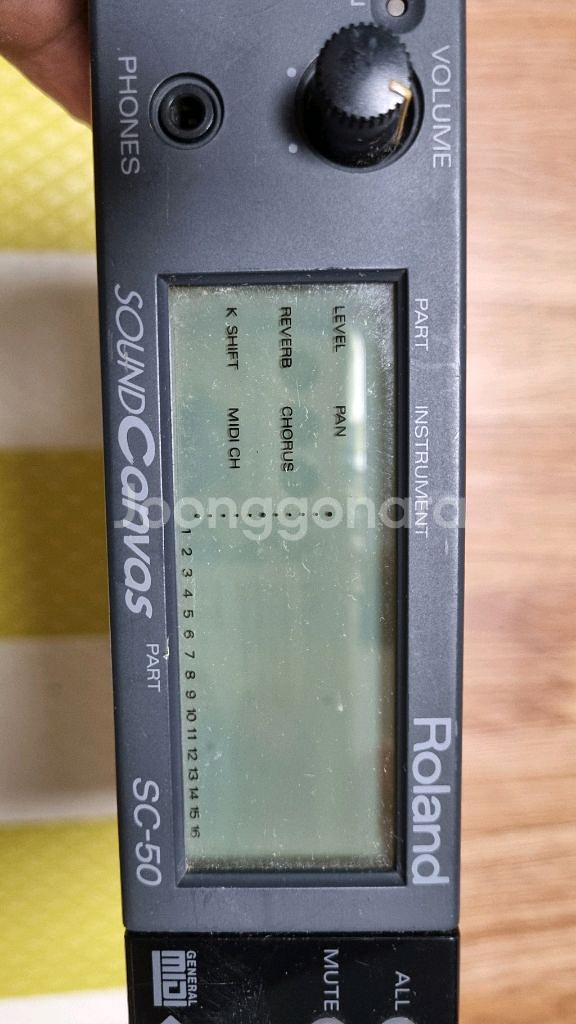 VOLUME
PHONES
PART INSTRUMENT
Roland
LEVEL PAN
REVERB CHORUS
K SHIFT MIDI CH
1 2 3 4 5 6 7 8 9 10 11 12 13 14 15 16
SOUND Canvas
PART
SC-50
ALL
MUTE
GENERAL
MIDI
joonggonara